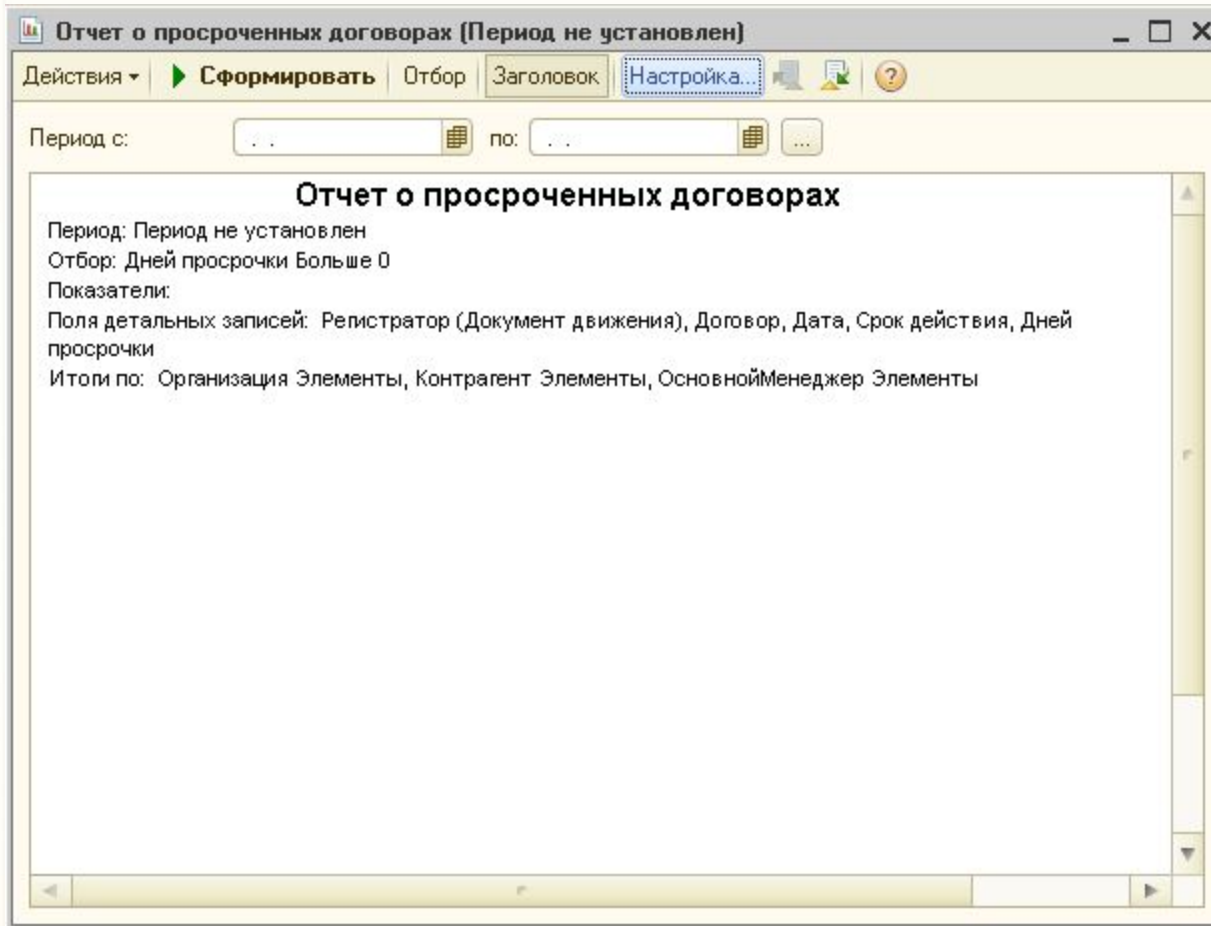 Отчет о просроченных договорах (Период не установлен)
Действия Сформировать Отбор Заголовок Настройка... ?
Период с: . . по: . . ...
Отчет о просроченных договорах
Период: Период не установлен
Отбор: Дней просрочки Больше 0
Показатели:
Поля детальных записей: Регистратор (Документ движения), Договор, Дата, Срок действия, Дней
просрочки
Итоги по: Организация Элементы, Контрагент Элементы, ОсновнойМенеджер Элементы